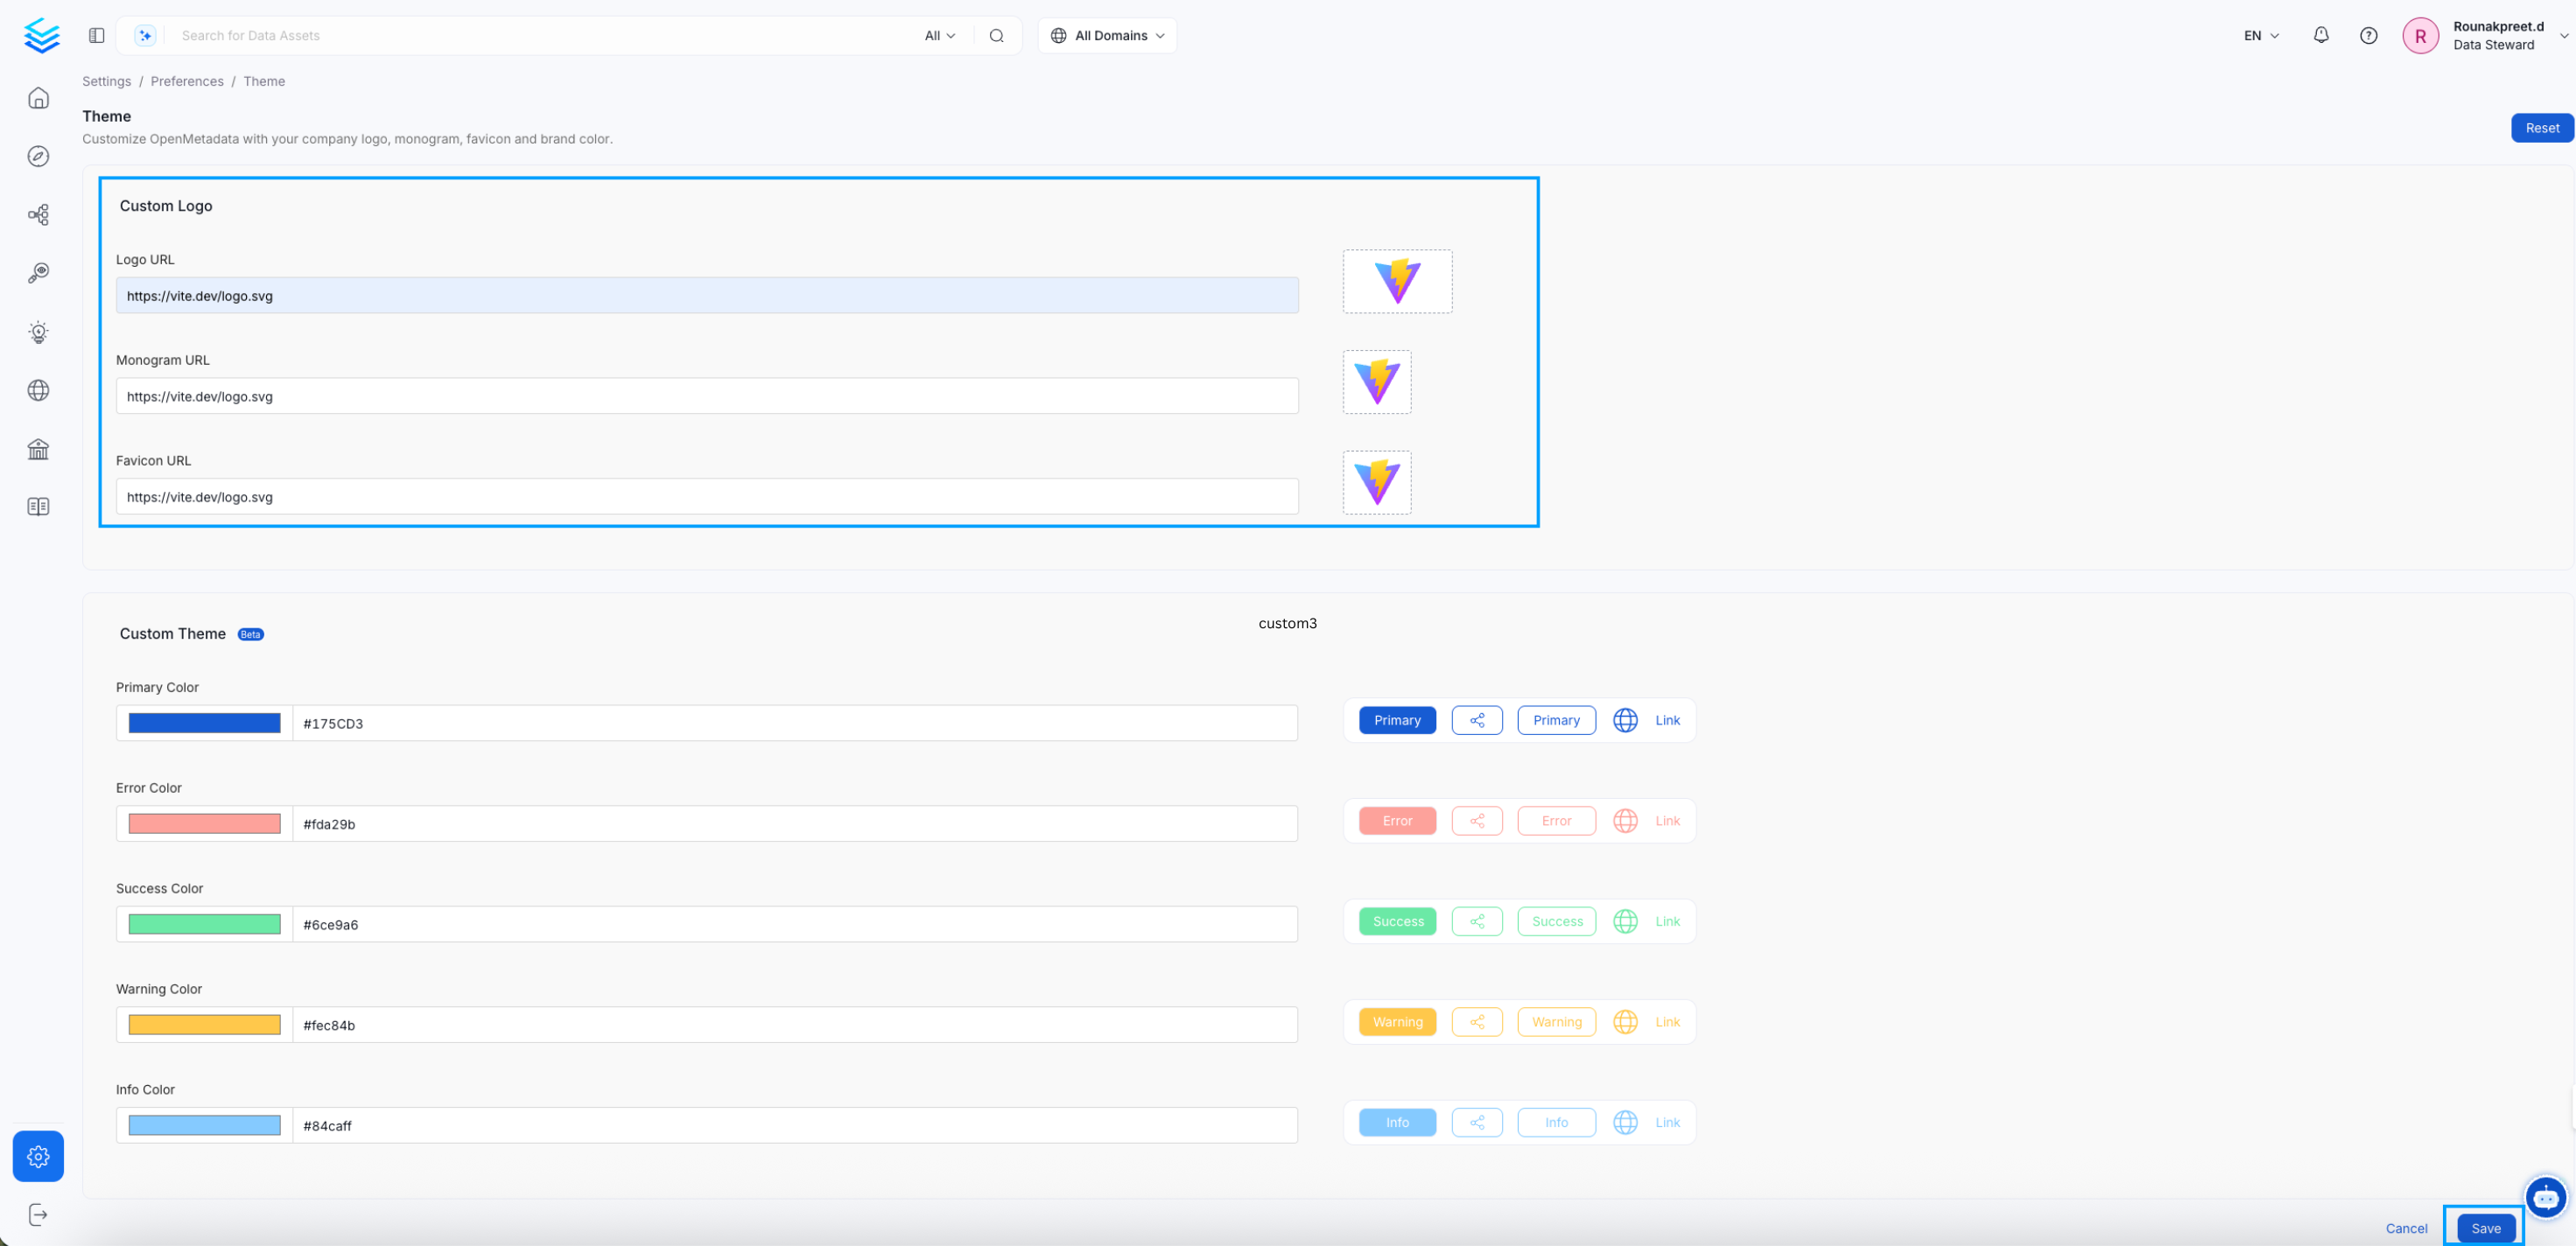 Search for Data Assets All All Domains EN R Rounakpreet.d
Data Steward
Settings / Preferences / Theme
Theme
Customize OpenMetadata with your company logo, monogram, favicon and brand color.
Reset
Custom Logo
Logo URL
https://vite.dev/logo.svg
Monogram URL
https://vite.dev/logo.svg
Favicon URL
https://vite.dev/logo.svg
custom3
Custom Theme Beta
Primary Color
#175CD3 Primary Primary Link
Error Color
#fda29b Error Error Link
Success Color
#6ce9a6 Success Success Link
Warning Color
#fec84b Warning Warning Link
Info Color
#84caff Info Info Link
Cancel Save